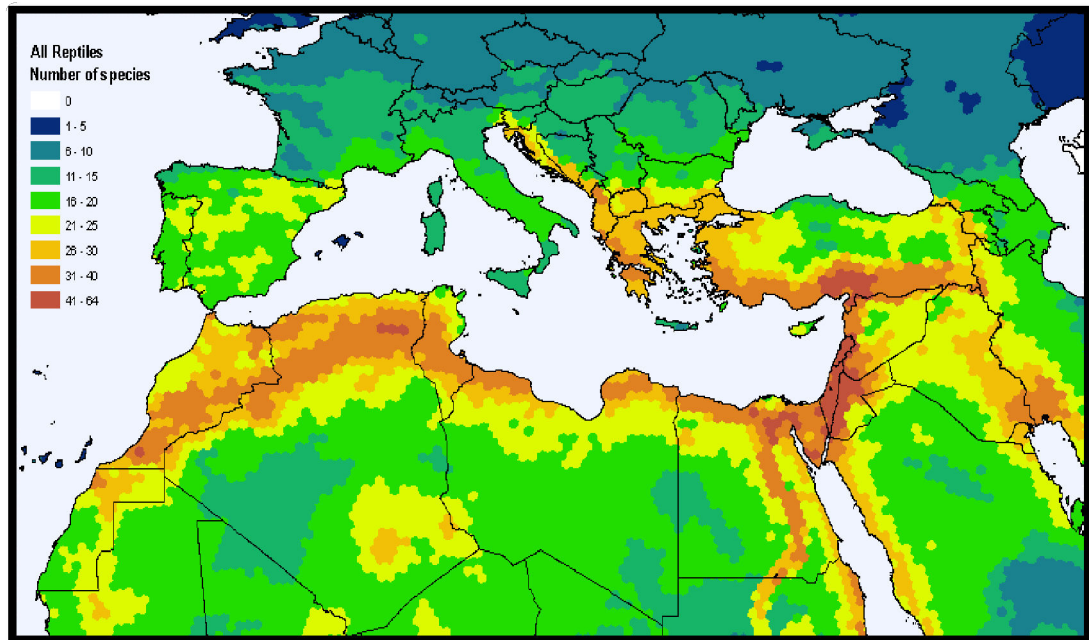 All Reptiles
Number of species
0
1 - 5
6 - 10
11 - 15
16 - 20
21 - 25
26 - 30
31 - 40
41 - 64